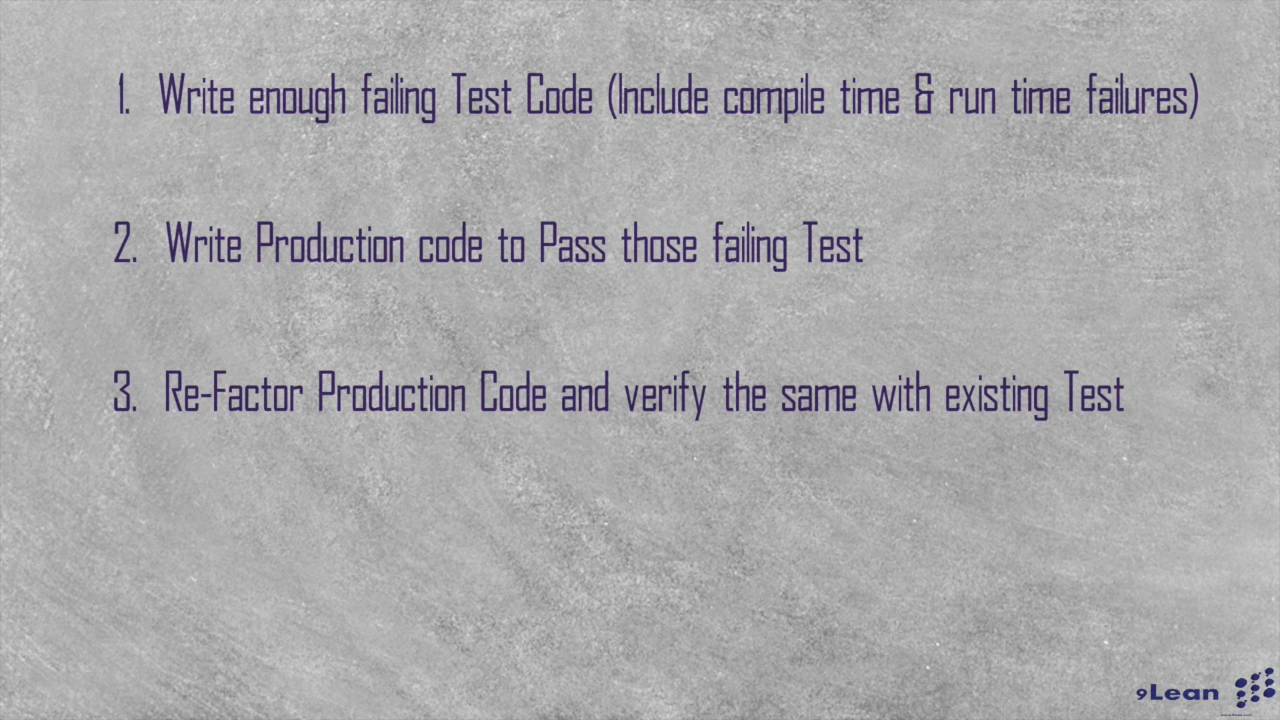 1. Write enough failing Test Code (Include compile time & run time failures)
2. Write Production code to Pass those failing Test
3. Re-Factor Production Code and verify the same with existing Test
9Lean